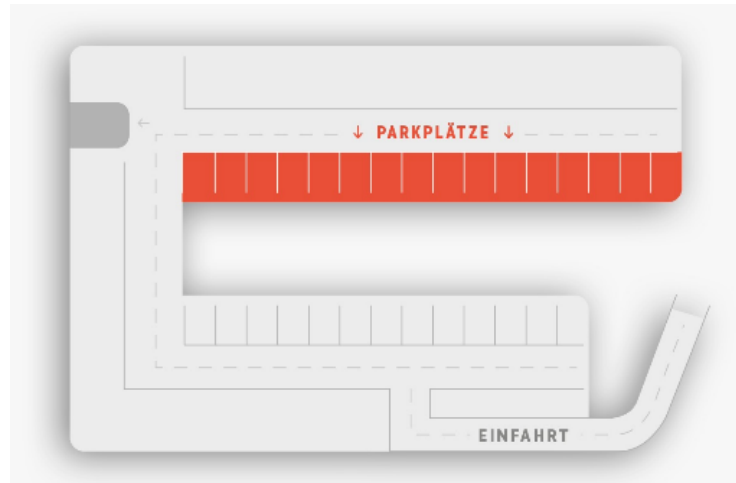 ↓ PARKPLÄTZE ↓
EINFAHRT